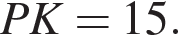 PK = 15.